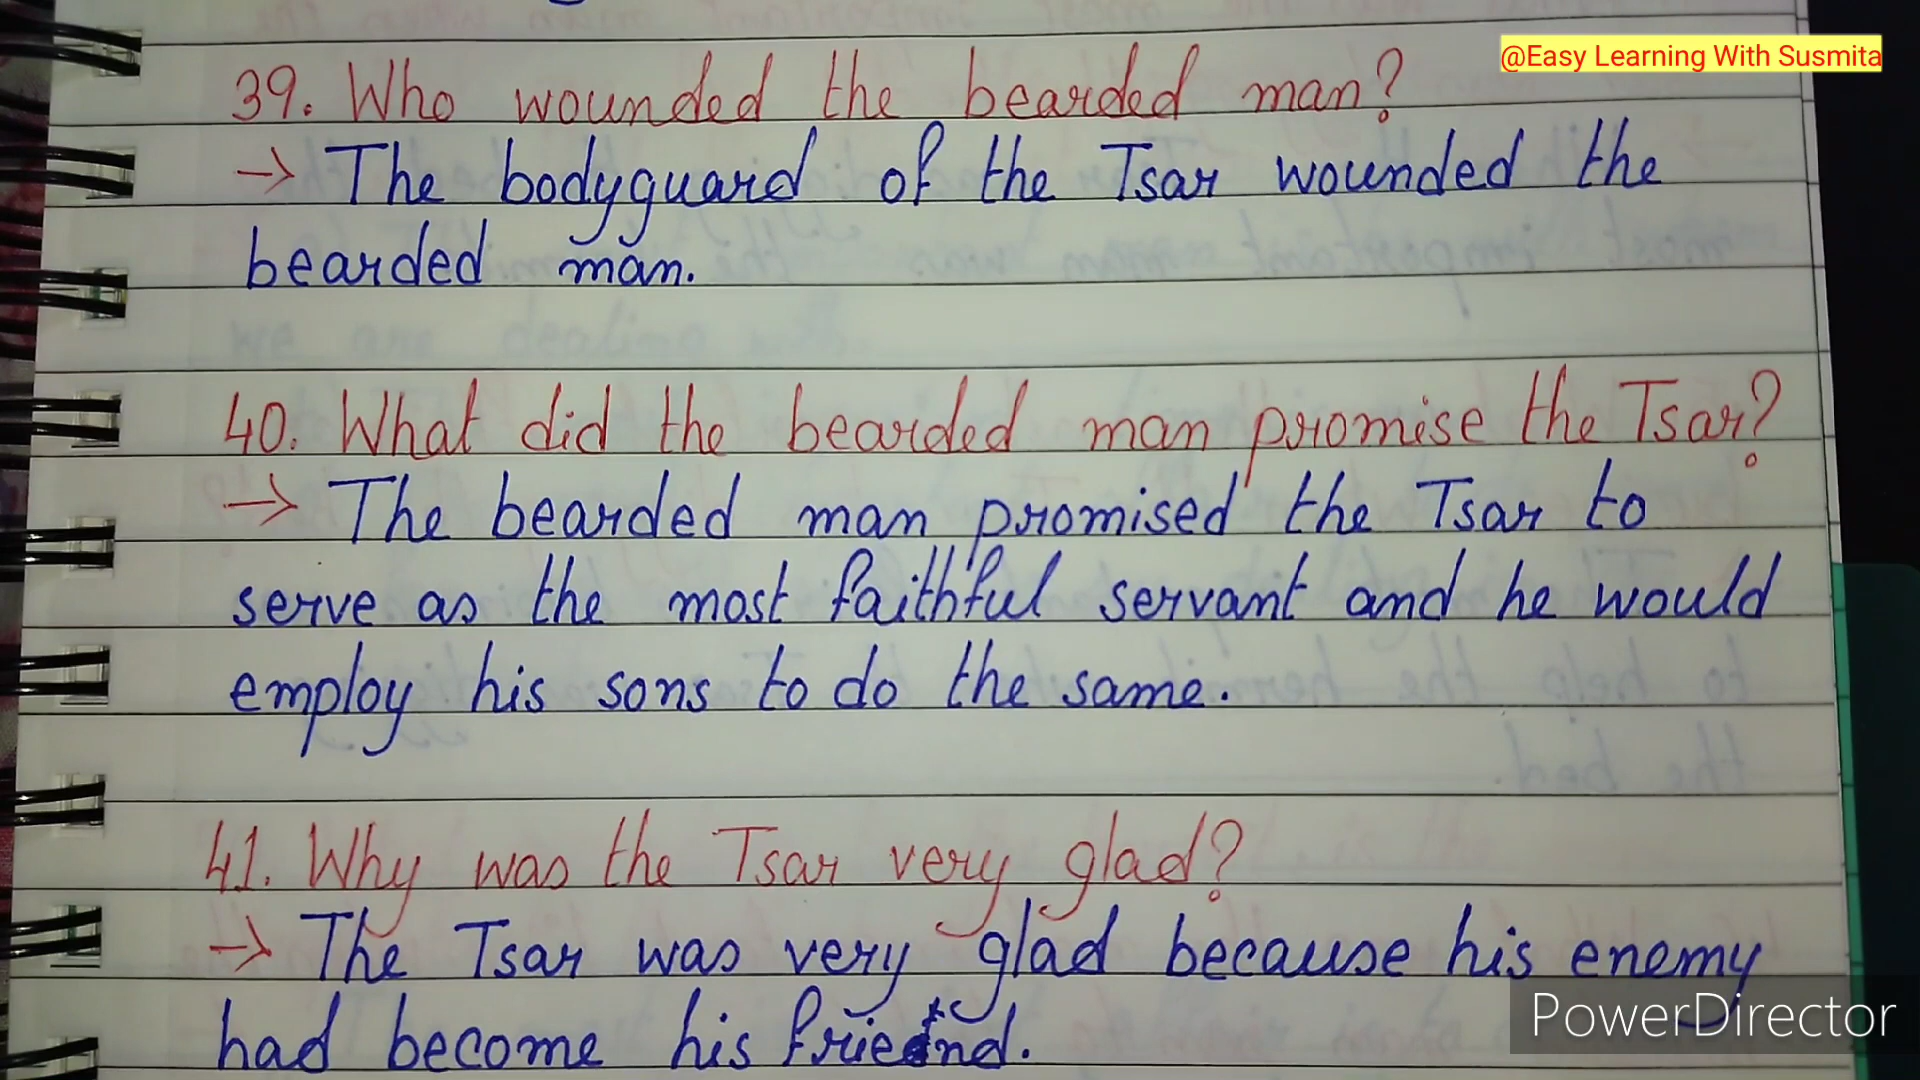 @Easy Learning With Susmita
39. Who wounded the bearded man?
→ The bodyguard of the Tsar wounded the
bearded man.
40. What did the bearded man promise the Tsar?
→ The bearded man promised the Tsar to
serve as the most faithful servant and he would
employ his sons to do the same.
41. Why was the Tsar very glad?
→ The Tsar was very glad because his enemy
had become his friend.
PowerDirector